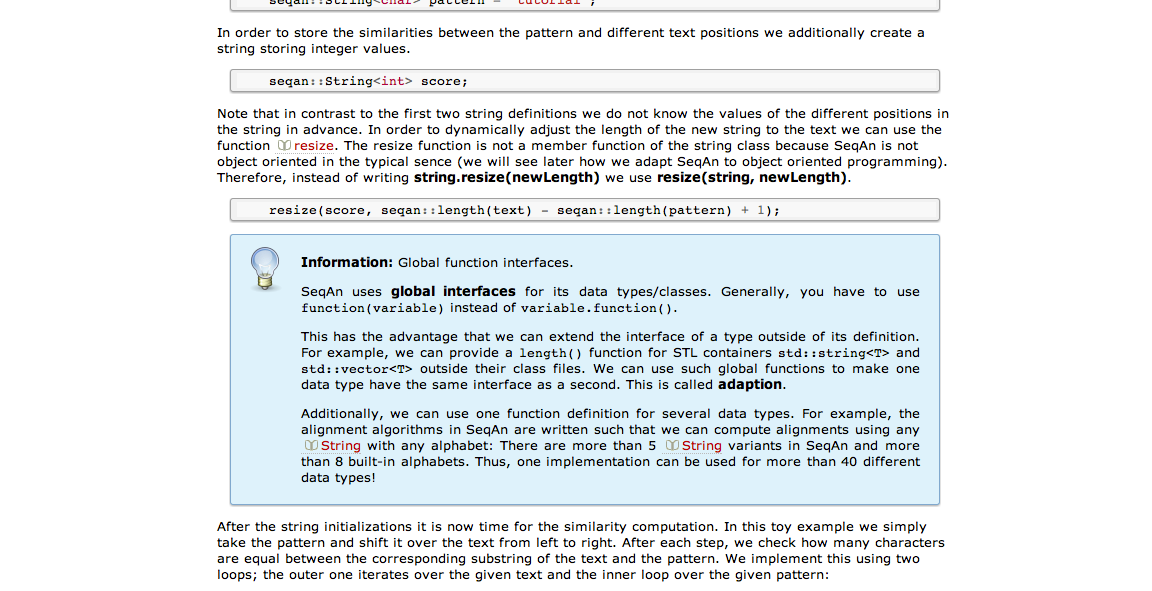 seqan::String<char> pattern = "tutorial";
In order to store the similarities between the pattern and different text positions we additionally create a
string storing integer values.
seqan::String<int> score;
Note that in contrast to the first two string definitions we do not know the values of the different positions in
the string in advance. In order to dynamically adjust the length of the new string to the text we can use the
function resize. The resize function is not a member function of the string class because SeqAn is not
object oriented in the typical sence (we will see later how we adapt SeqAn to object oriented programming).
Therefore, instead of writing string.resize(newLength) we use resize(string, newLength).
resize(score, seqan::length(text) - seqan::length(pattern) + 1);
Information: Global function interfaces.
SeqAn uses global interfaces for its data types/classes. Generally, you have to use
function(variable) instead of variable.function().
This has the advantage that we can extend the interface of a type outside of its definition.
For example, we can provide a length() function for STL containers std::string<T> and
std::vector<T> outside their class files. We can use such global functions to make one
data type have the same interface as a second. This is called adaption.
Additionally, we can use one function definition for several data types. For example, the
alignment algorithms in SeqAn are written such that we can compute alignments using any
String with any alphabet: There are more than 5 String variants in SeqAn and more
than 8 built-in alphabets. Thus, one implementation can be used for more than 40 different
data types!
After the string initializations it is now time for the similarity computation. In this toy example we simply
take the pattern and shift it over the text from left to right. After each step, we check how many characters
are equal between the corresponding substring of the text and the pattern. We implement this using two
loops; the outer one iterates over the given text and the inner loop over the given pattern: